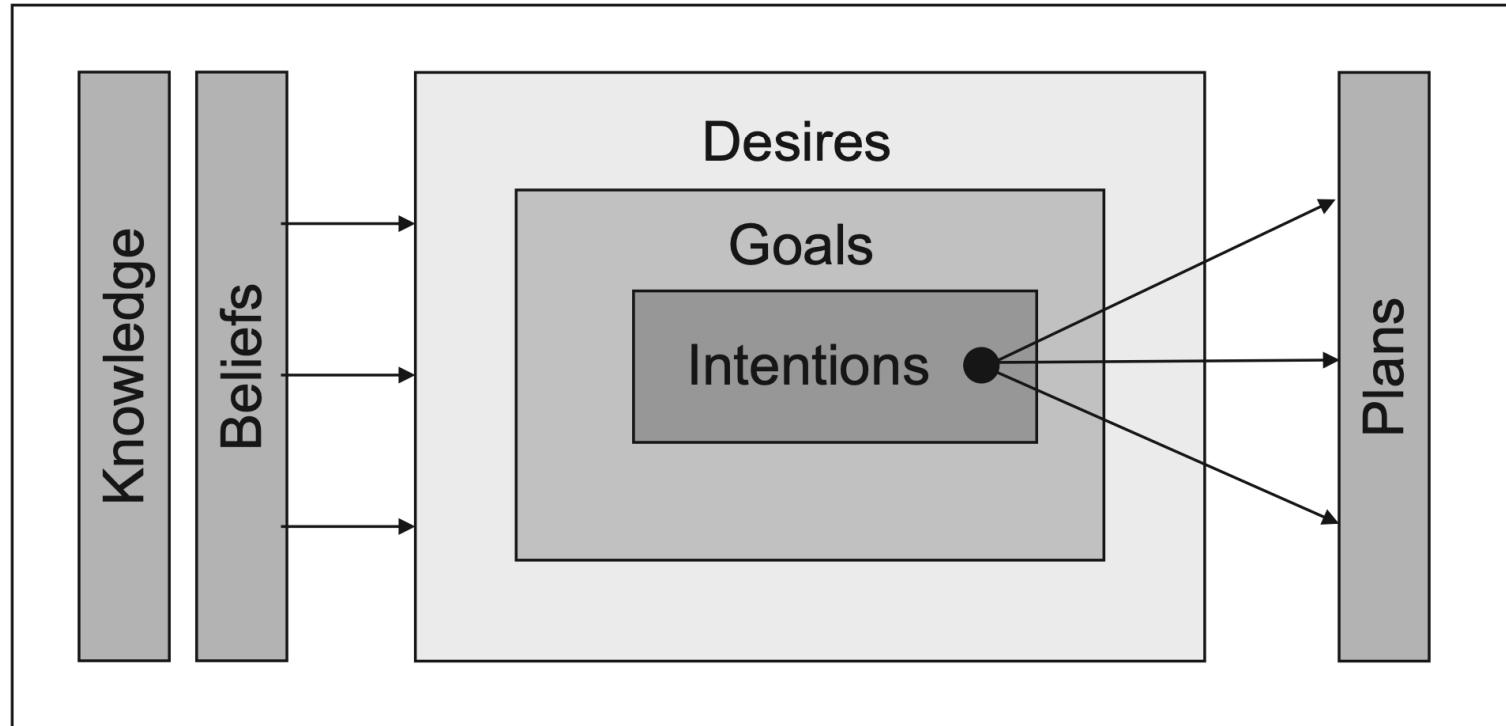 Knowledge
Beliefs
Desires
Goals
Intentions
Plans